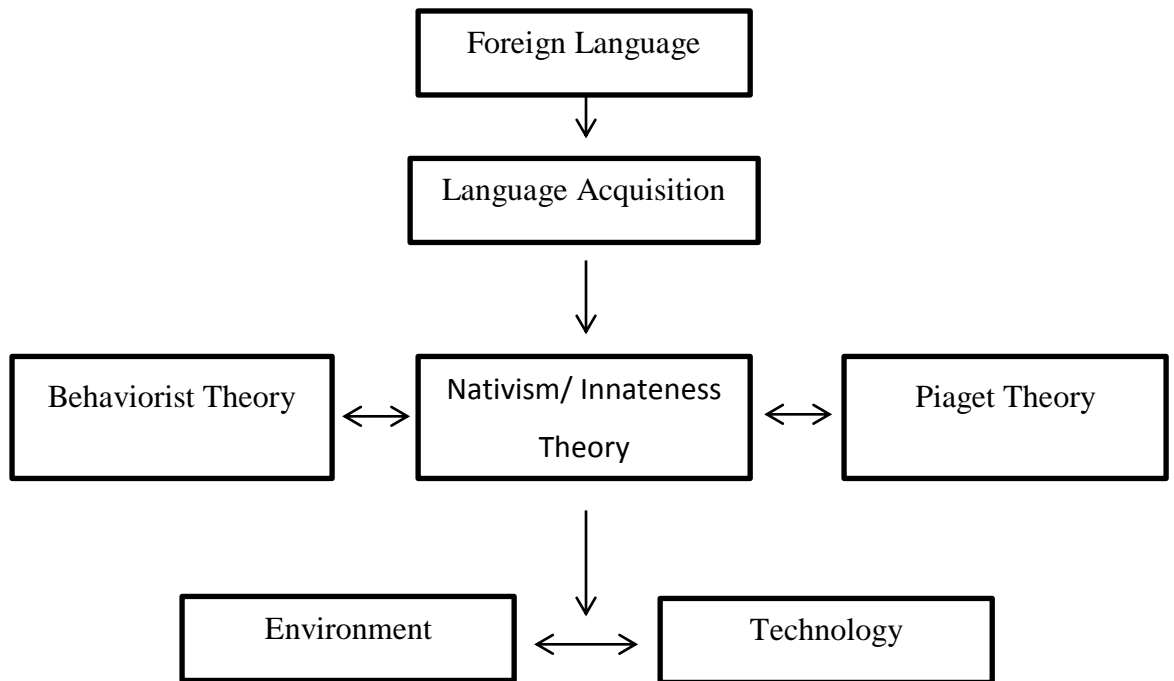 Foreign Language
Language Acquisition
Behaviorist Theory
Nativism/ Innateness
Theory
Piaget Theory
Environment
Technology